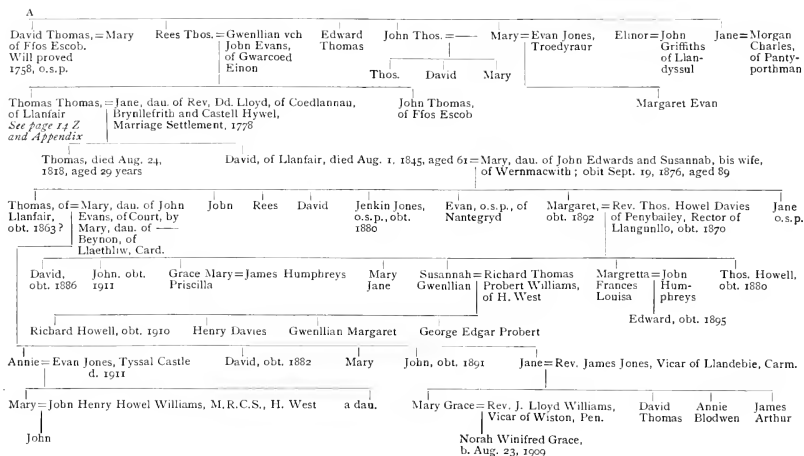 A
David Thomas, = Mary Rees Thos. = Gwenllian vch Edward John Thos. = — Mary = Evan Jones, Elinor = John Jane = Morgan
of Ffos Escob. John Evans, Thomas Troedyraur Griffiths Charles,
Will proved of Gwarcoed of Llan- of Panty-
1758, o.s.p. Einon dyssul porthman
Thos. David Mary
Thomas Thomas, = Jane, dau. of Rev, Dd. Lloyd, of Coedlannau, John Thomas, Margaret Evan
of Llanfair Brynllefrith and Castell Hywel, of Ffos Escob
See page 14 Z Marriage Settlement, 1778
and Appendix
Thomas, died Aug. 24, David, of Llanfair, died Aug. 1, 1845, aged 61 = Mary, dau. of John Edwards and Susannah, his wife,
1818, aged 29 years of Wernmacwith ; obit Sept. 19, 1876, aged 89
Thomas, of = Mary, dau. of John John Rees David Jenkin Jones, Evan, o.s.p., of Margaret, = Rev. Thos. Howel Davies Jane
Llanfair, Evans, of Court, by o.s.p., obt. Nantegryd obt. 1892 of Penybailey, Rector of o.s.p.
obt. 1863 ? Mary, dau. of — 1880 Llangunllo, obt. 1870
Beynon, of
Llaethliw, Card.
David, John, obt. Grace Mary = James Humphreys Mary Susannah = Richard Thomas Margretta = John Thos. Howell,
obt. 1886 1911 Priscilla Jane Gwenllian Probert Williams, Frances Hum- obt. 1880
of H. West Louisa phreys
Edward, obt. 1895
Richard Howell, obt. 1910 Henry Davies Gwenllian Margaret George Edgar Probert
Annie = Evan Jones, Tyssal Castle David, obt. 1882 Mary John, obt. 1891 Jane = Rev. James Jones, Vicar of Llandebie, Carm.
d. 1911
Mary = John Henry Howel Williams, M.R.C.S., H. West a dau. Mary Grace = Rev. J. Lloyd Williams, David Annie James
Vicar of Wiston, Pen. Thomas Blodwen Arthur
John Norah Winifred Grace,
b. Aug. 23, 1909